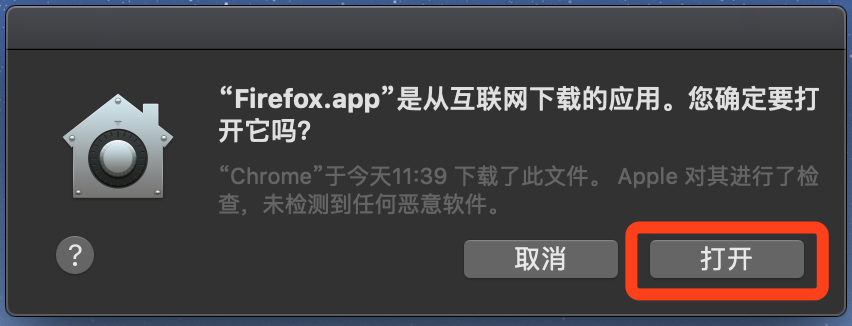 “Firefox.app”是从互联网下载的应用。您确定要打
开它吗？
“Chrome”于今天11:39 下载了此文件。 Apple 对其进行了检
查，未检测到任何恶意软件。
?
取消
打开